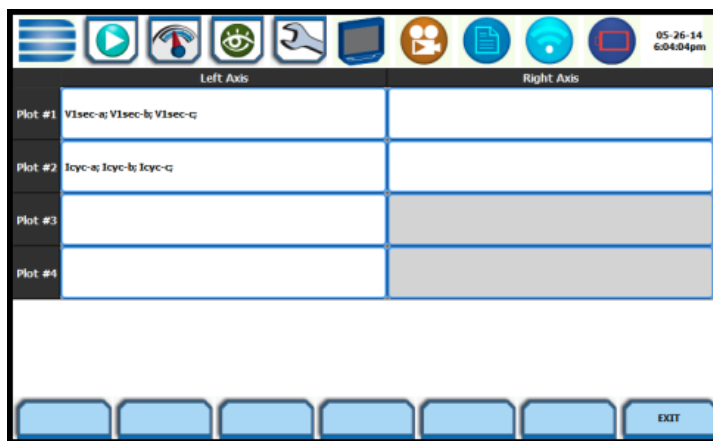 05-26-14
6:04:04pm
Left Axis Right Axis
Plot #1 V1sec-a; V1sec-b; V1sec-c;
Plot #2 Icyc-a; Icyc-b; Icyc-c;
Plot #3
Plot #4
EXIT